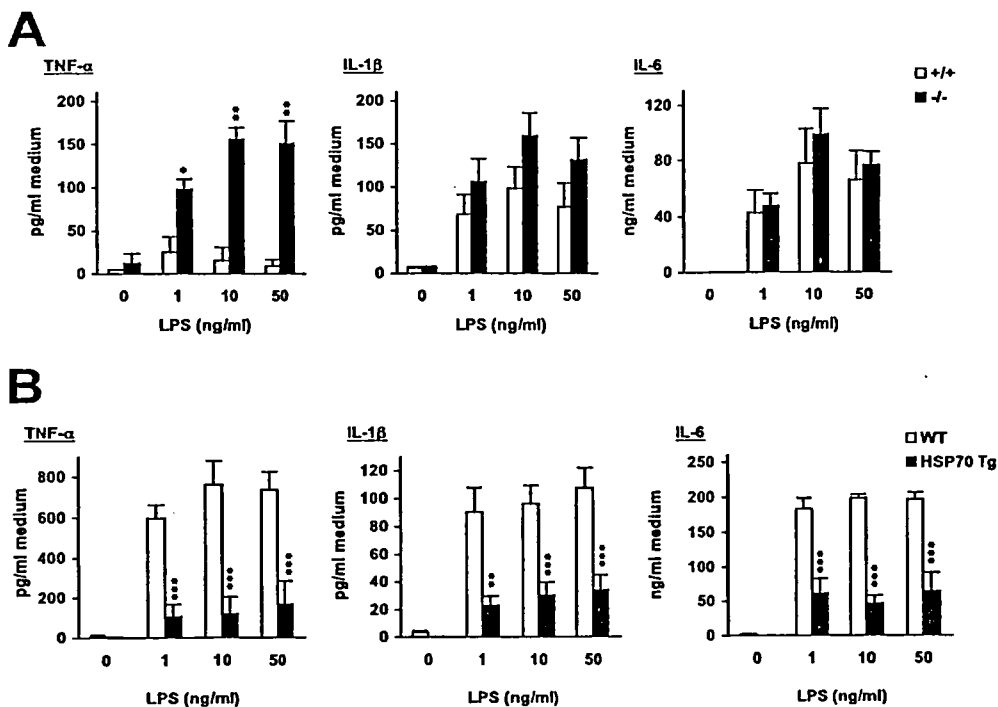 A
TNF-α
IL-1β
IL-6
+/+
-/-
pg/ml medium
200
150
100
50
0
*
**
**
0 1 10 50
LPS (ng/ml)
pg/ml medium
200
150
100
50
0
0 1 10 50
LPS (ng/ml)
ng/ml medium
120
80
40
0
0 1 10 50
LPS (ng/ml)
B
TNF-α
IL-1β
IL-6
WT
HSP70 Tg
pg/ml medium
800
600
400
200
0
***
***
***
0 1 10 50
LPS (ng/ml)
pg/ml medium
120
100
80
60
40
20
0
**
***
***
0 1 10 50
LPS (ng/ml)
ng/ml medium
250
200
150
100
50
0
***
***
***
0 1 10 50
LPS (ng/ml)